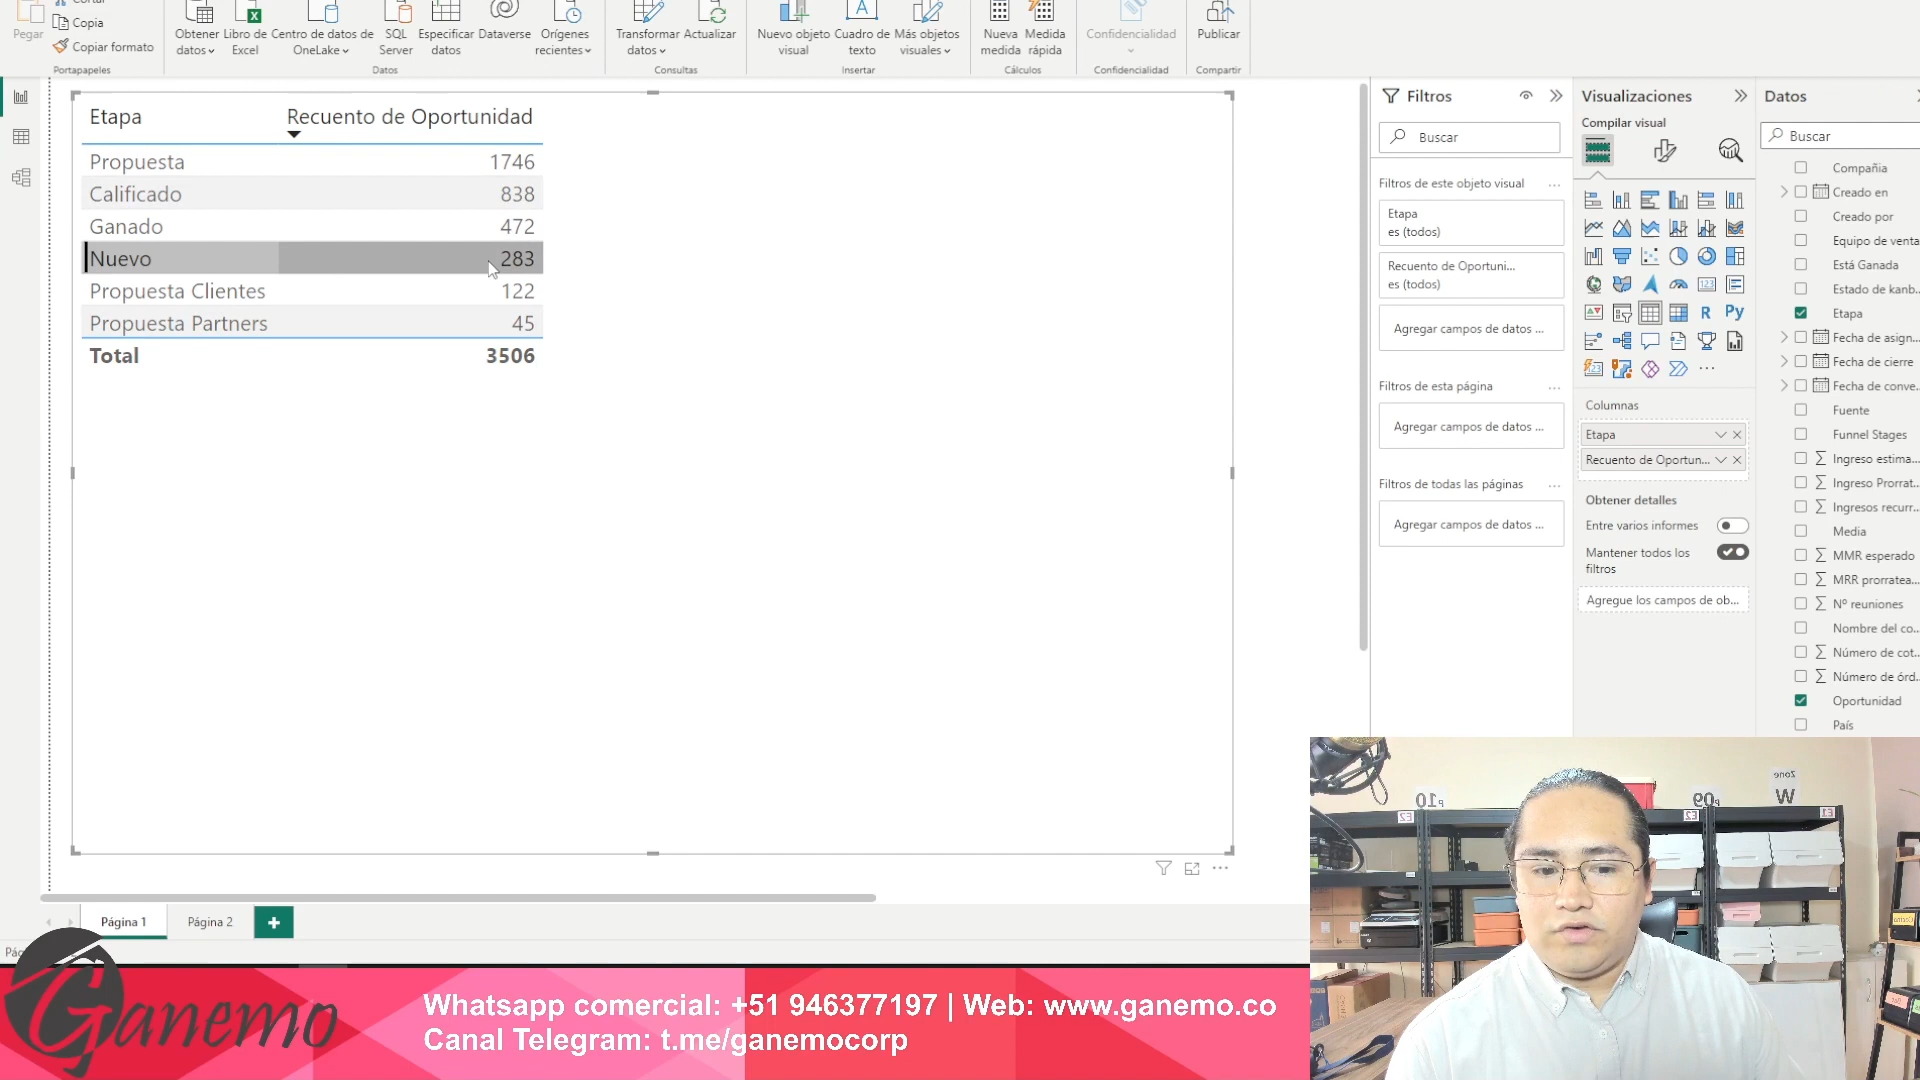 Cortar
Pegar
Copia
Copiar formato
Portapapeles
Obtener datos
Libro de Excel
Centro de datos de OneLake
SQL Server
Especificar datos
Dataverse
Orígenes recientes
Datos
Transformar datos
Actualizar
Consultas
Nuevo objeto visual
Cuadro de texto
Más objetos visuales
Insertar
Nueva medida
Medida rápida
Cálculos
Confidencialidad
Confidencialidad
Publicar
Compartir
Etapa Recuento de Oportunidad
Propuesta 1746
Calificado 838
Ganado 472
Nuevo 283
Propuesta Clientes 122
Propuesta Partners 45
Total 3506
Filtros
Buscar
Filtros de este objeto visual
Etapa
es (todos)
Recuento de Oportuni...
es (todos)
Agregar campos de datos ...
Filtros de esta página
Agregar campos de datos ...
Filtros de todas las páginas
Agregar campos de datos ...
Visualizaciones
Compilar visual
R Py
123
Columnas
Etapa
Recuento de Oportun...
Obtener detalles
Entre varios informes
Mantener todos los
filtros
Agregue los campos de ob...
Datos
Buscar
Compañia
Creado en
Creado por
Equipo de venta
Está Ganada
Estado de kanb...
Etapa
Fecha de asign...
Fecha de cierre
Fecha de conve...
Fuente
Funnel Stages
Ingreso estima...
Ingreso Prorrat...
Ingresos recurr...
Media
MMR esperado
MRR prorratea...
Nº reuniones
Nombre del co...
Número de cot...
Número de órd...
Oportunidad
País
Página 1
Página 2
Pág
Ganemo
Whatsapp comercial: +51 946377197 | Web: www.ganemo.co
Canal Telegram: t.me/ganemocorp
P10
P09
Zone
W
E2
E2
E1